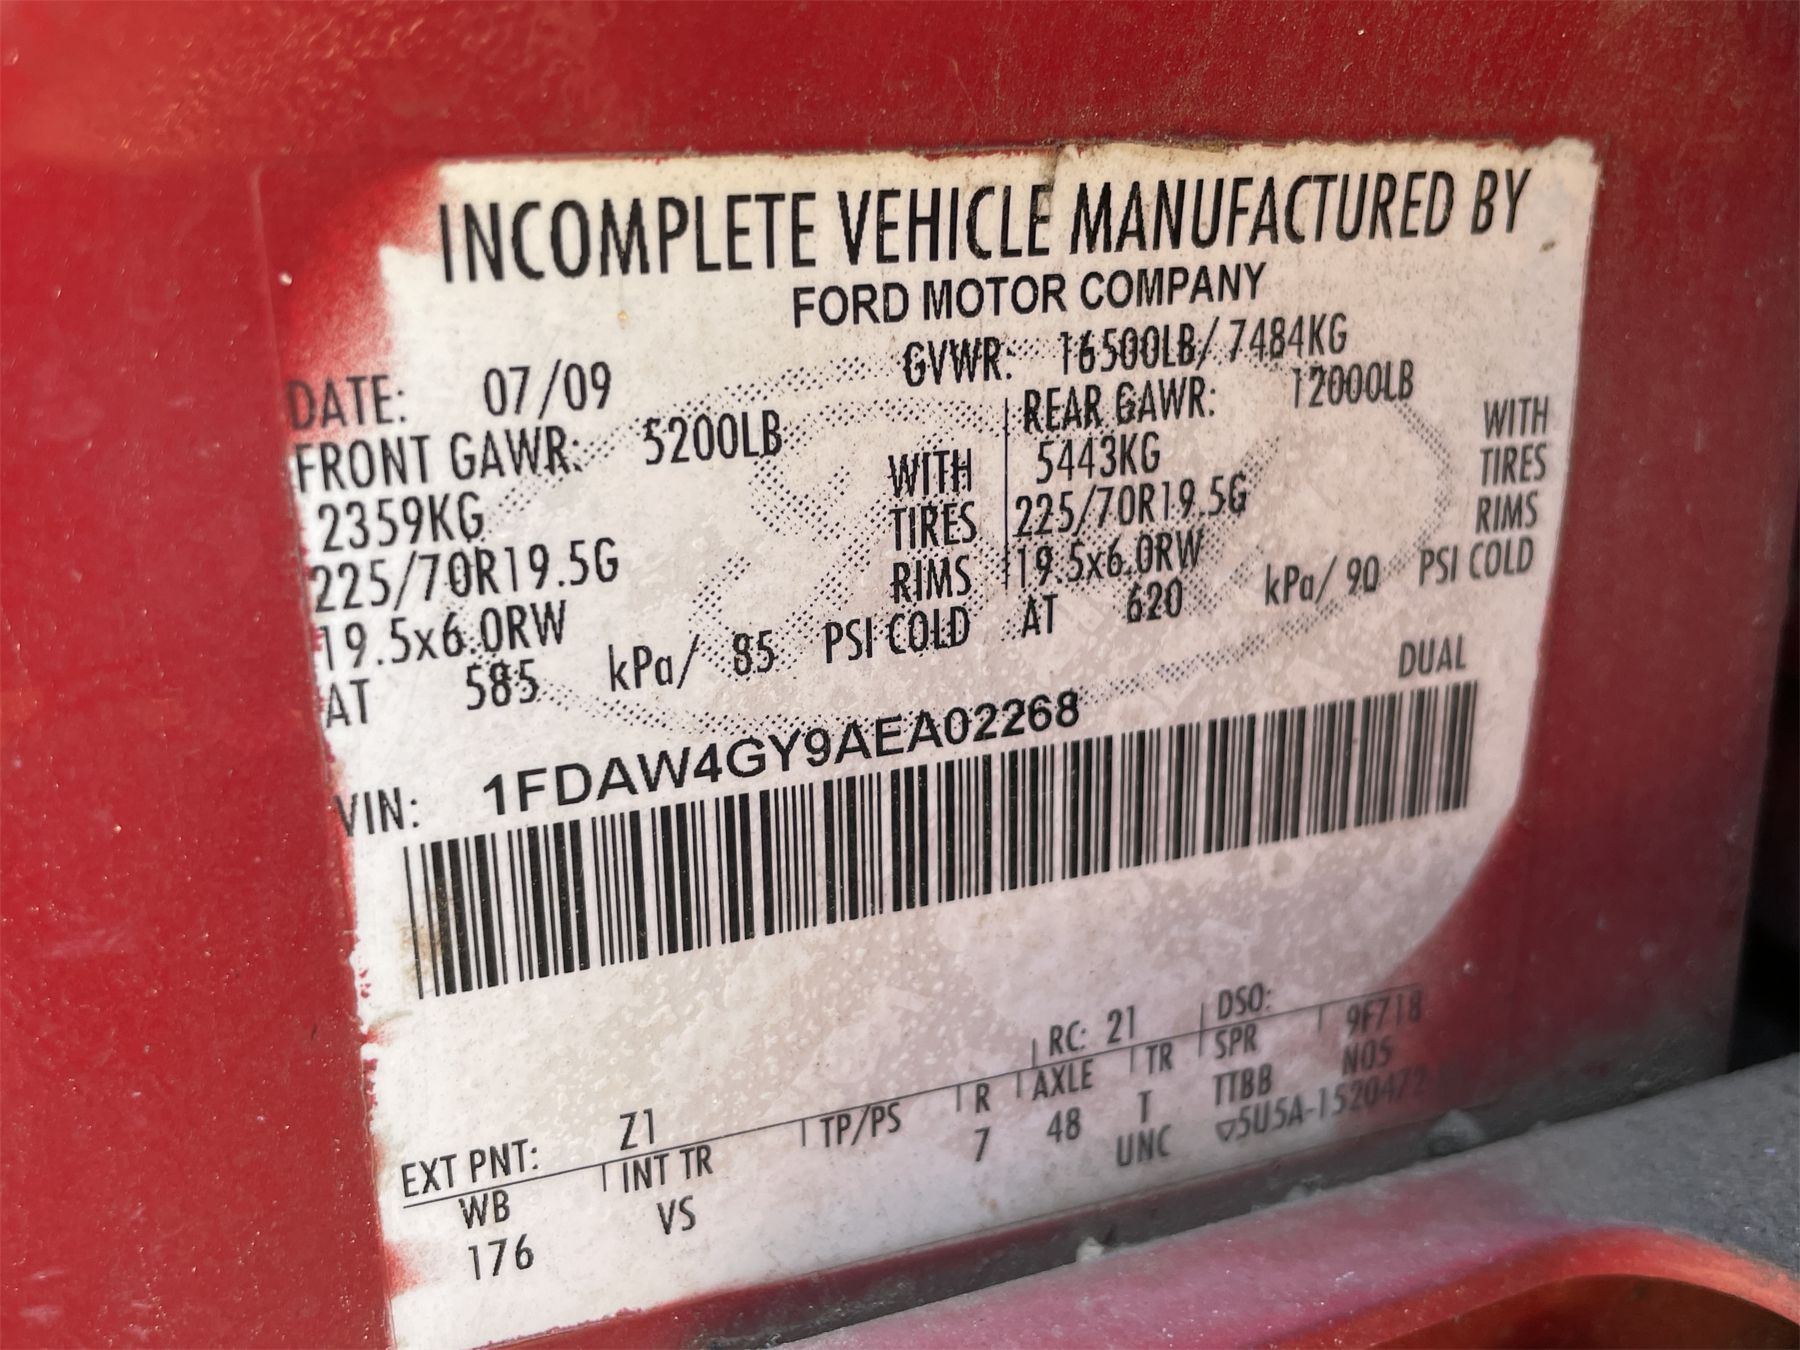 INCOMPLETE VEHICLE MANUFACTURED BY
FORD MOTOR COMPANY
DATE: 07/09 GVWR: 16500LB/ 7484KG
FRONT GAWR: 5200LB REAR GAWR: 12000LB
2359KG WITH 5443KG WITH
225/70R19.5G TIRES 225/70R19.5G TIRES
19.5x6.0RW RIMS 19.5x6.0RW RIMS
AT 585 kPa/ 85 PSI COLD AT 620 kPa/ 90 PSI COLD
DUAL
VIN: 1FDAW4GY9AEA02268
EXT PNT: Z1 RC: 21 DSO: 9F718
WB INT TR TP/PS R AXLE TR SPR NOS
176 VS 7 48 T TTBB
UNC ▽5U5A-1520472-